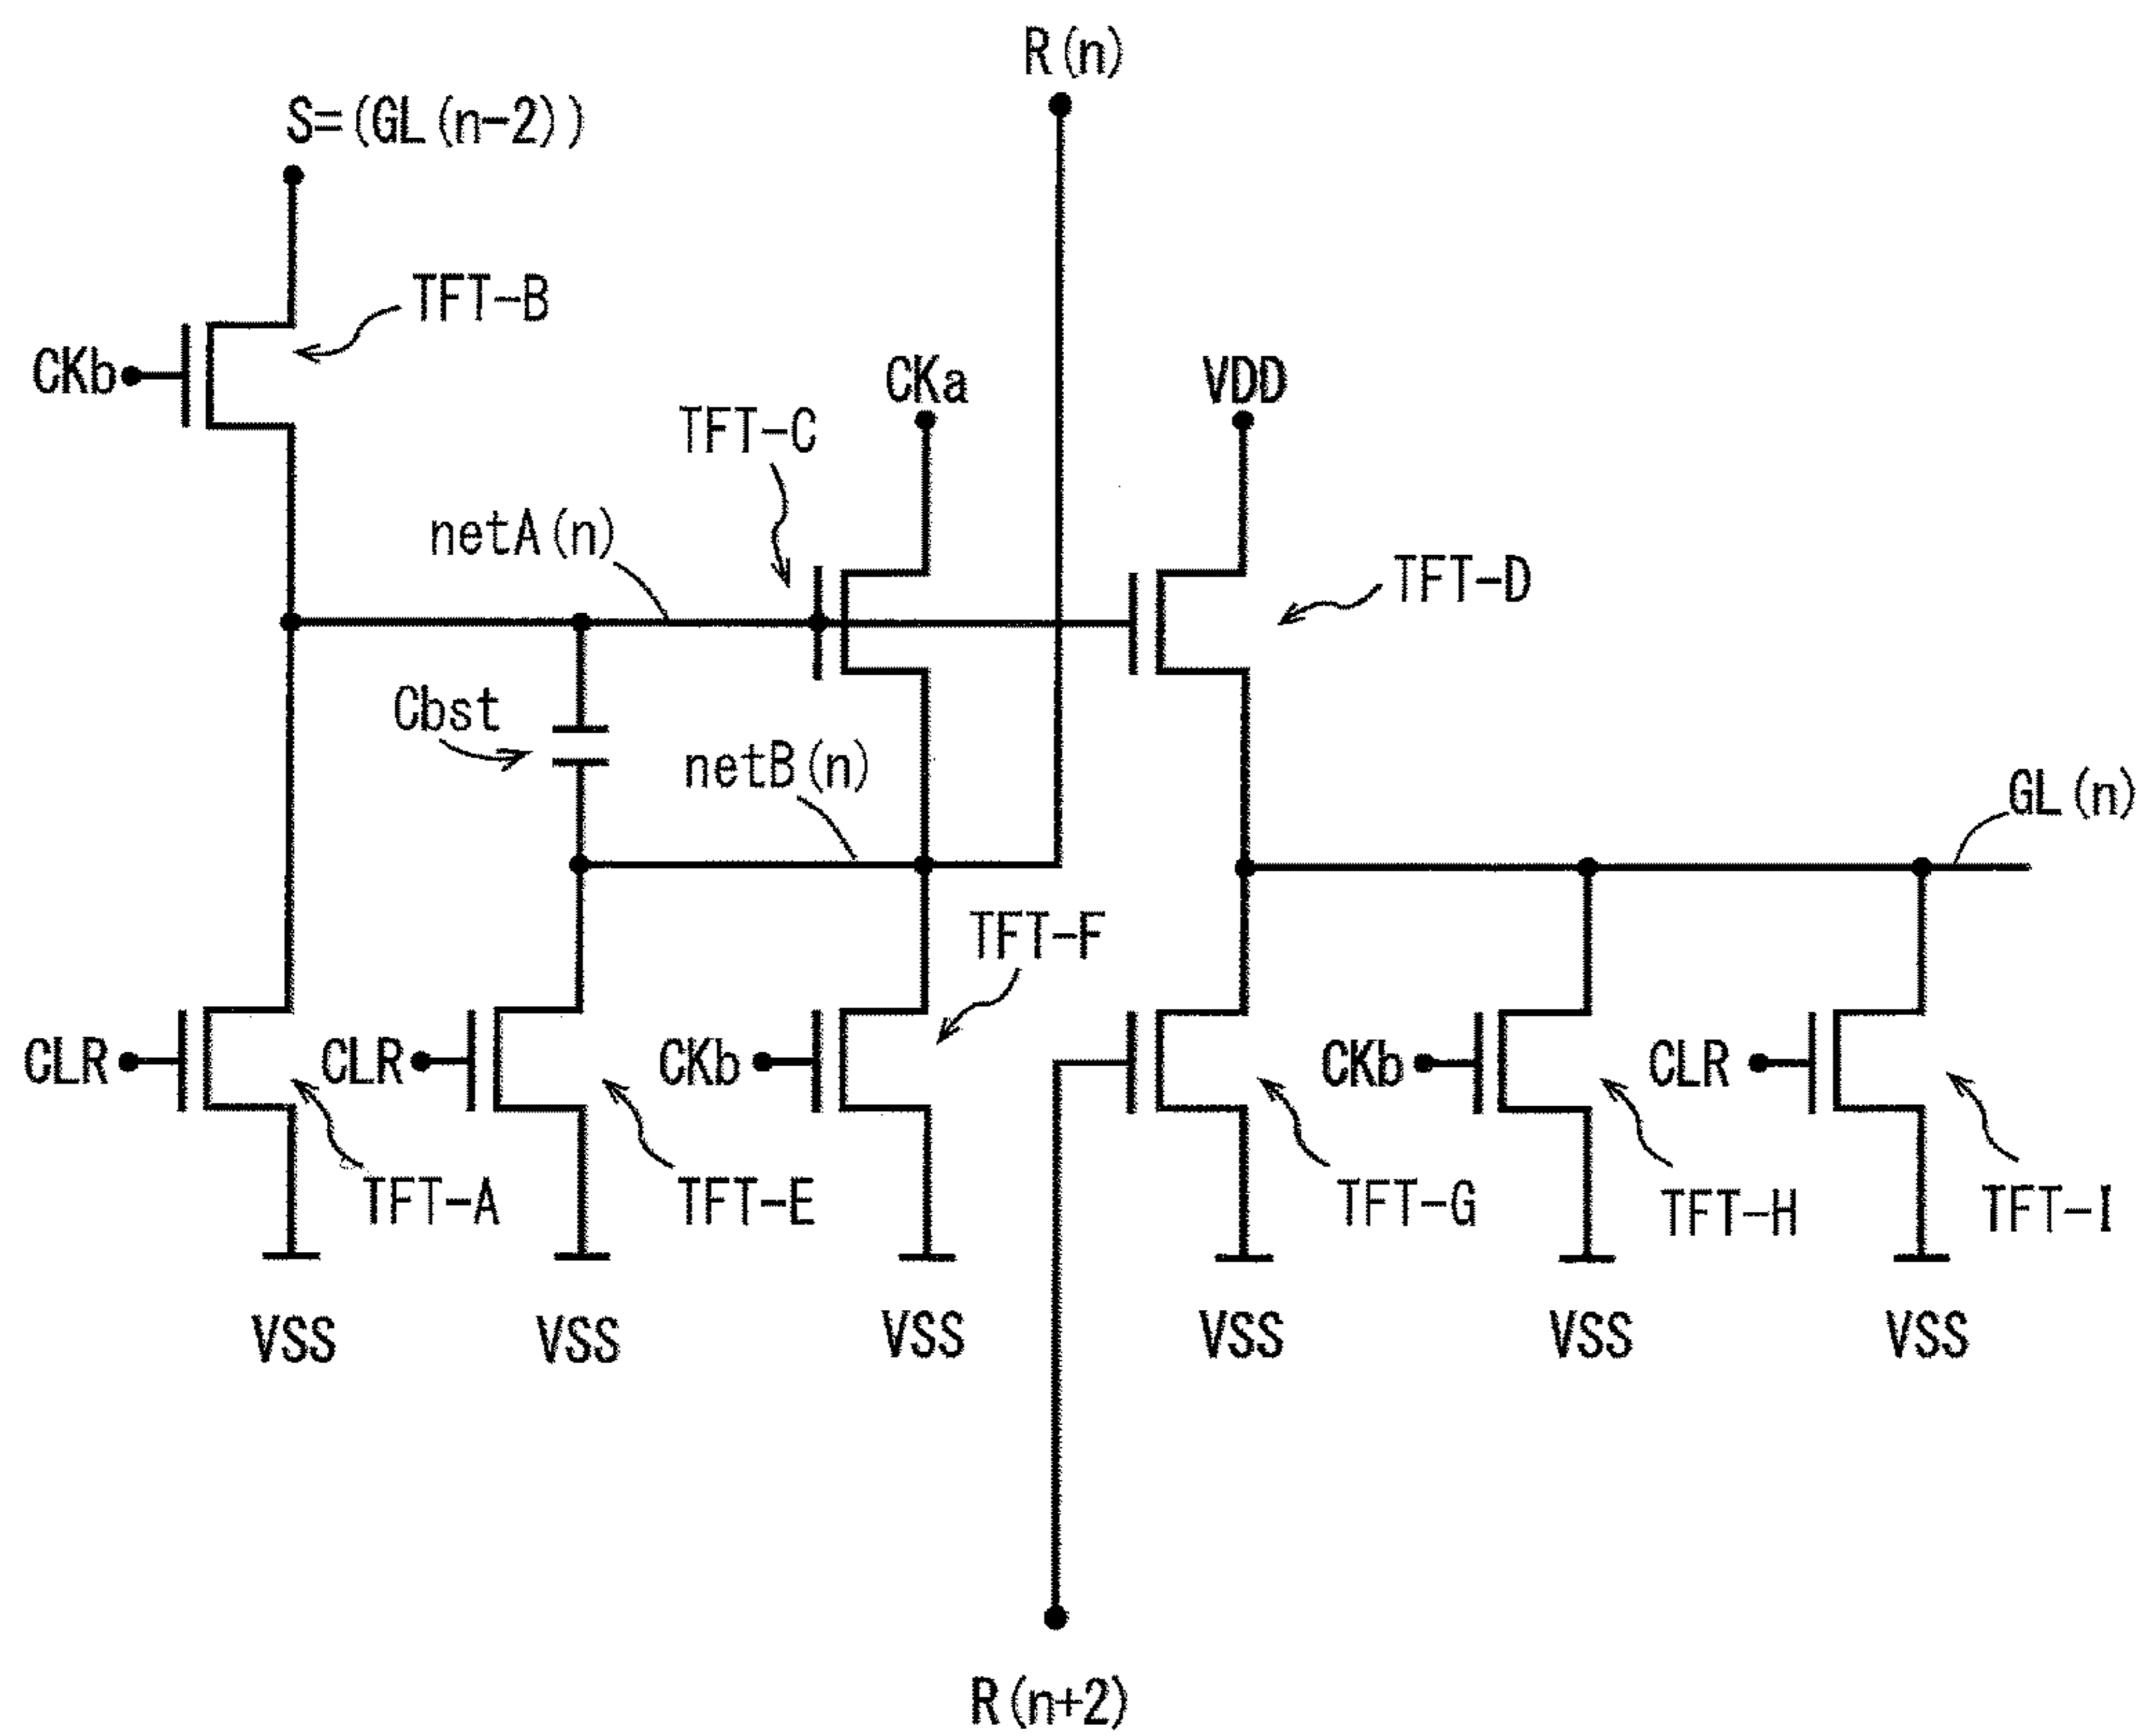 R(n)
S=(GL(n-2))
TFT-B
CKb
CKa
VDD
TFT-C
netA(n)
TFT-D
Cbst
netB(n)
GL(n)
TFT-F
CLR
CLR
CKb
CKb
CLR
TFT-A
TFT-E
TFT-G
TFT-H
TFT-I
VSS
VSS
VSS
VSS
VSS
VSS
R(n+2)